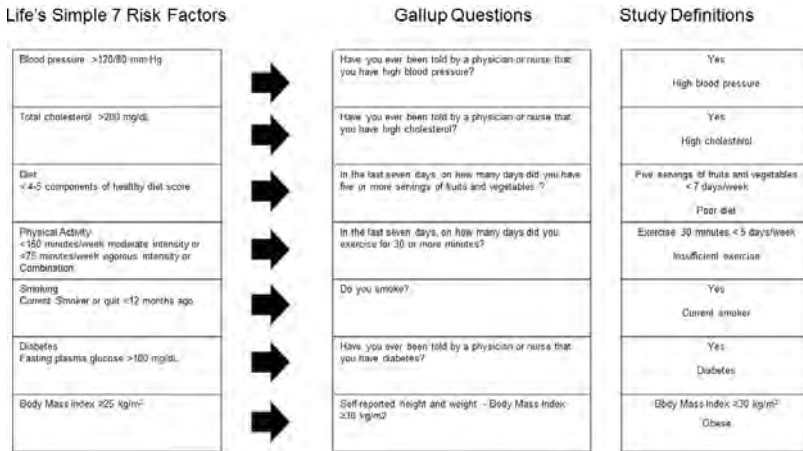 Life's Simple 7 Risk Factors
Gallup Questions
Study Definitions
Blood pressure >120/80 mm Hg
Have you ever been told by a physician or nurse that
you have high blood pressure?
Yes
High blood pressure
Total cholesterol >200 mg/dL
Have you ever been told by a physician or nurse that
you have high cholesterol?
Yes
High cholesterol
Diet
< 4-5 components of healthy diet score
In the last seven days, on how many days did you have
five or more servings of fruits and vegetables ?
Five servings of fruits and vegetables
< 7 days/week
Poor diet
Physical Activity
<150 minutes/week moderate intensity or
<75 minutes/week vigorous intensity or
Combination
In the last seven days, on how many days did you
exercise for 30 or more minutes?
Exercise 30 minutes < 5 days/week
Insufficient exercise
Smoking
Current Smoker or quit <12 months ago
Do you smoke?
Yes
Current smoker
Diabetes
Fasting plasma glucose >100 mg/dL
Have you ever been told by a physician or nurse that
you have diabetes?
Yes
Diabetes
Body Mass Index ≥25 kg/m²
Self-reported height and weight - Body Mass Index
≥30 kg/m2
Body Mass Index ≥30 kg/m²
Obese